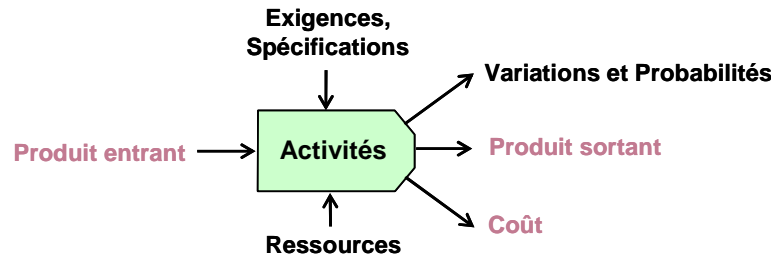 Exigences,
Spécifications
Variations et Probabilités
Produit entrant
Activités
Produit sortant
Coût
Ressources